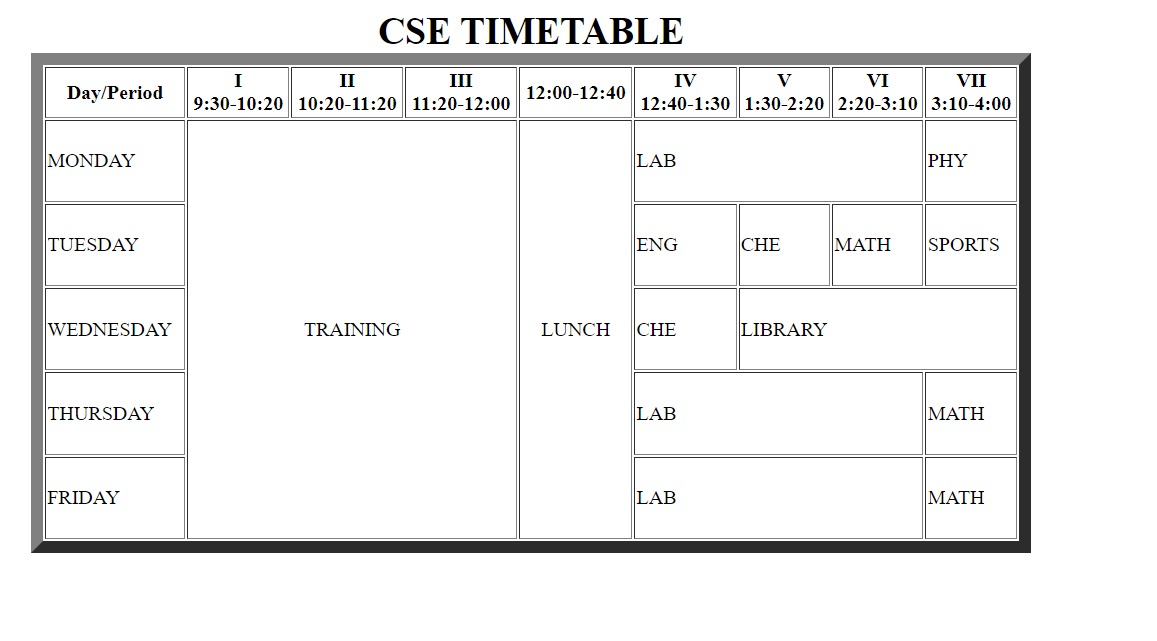 CSE TIMETABLE
Day/Period I II III 12:00-12:40 IV V VI VII
9:30-10:20 10:20-11:20 11:20-12:00 12:40-1:30 1:30-2:20 2:20-3:10 3:10-4:00
MONDAY LAB PHY
TUESDAY ENG CHE MATH SPORTS
WEDNESDAY TRAINING LUNCH CHE LIBRARY
THURSDAY LAB MATH
FRIDAY LAB MATH